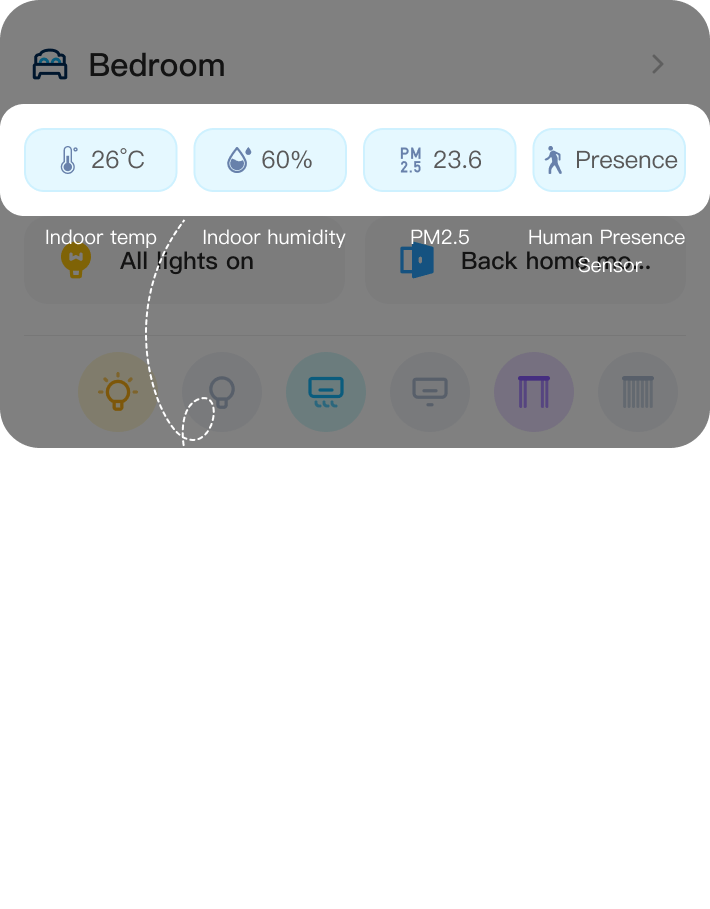 Bedroom
26°C 60% PM 2.5 23.6 Presence
Indoor temp Indoor humidity PM2.5 Human Presence Sensor
All lights on Back home mo...